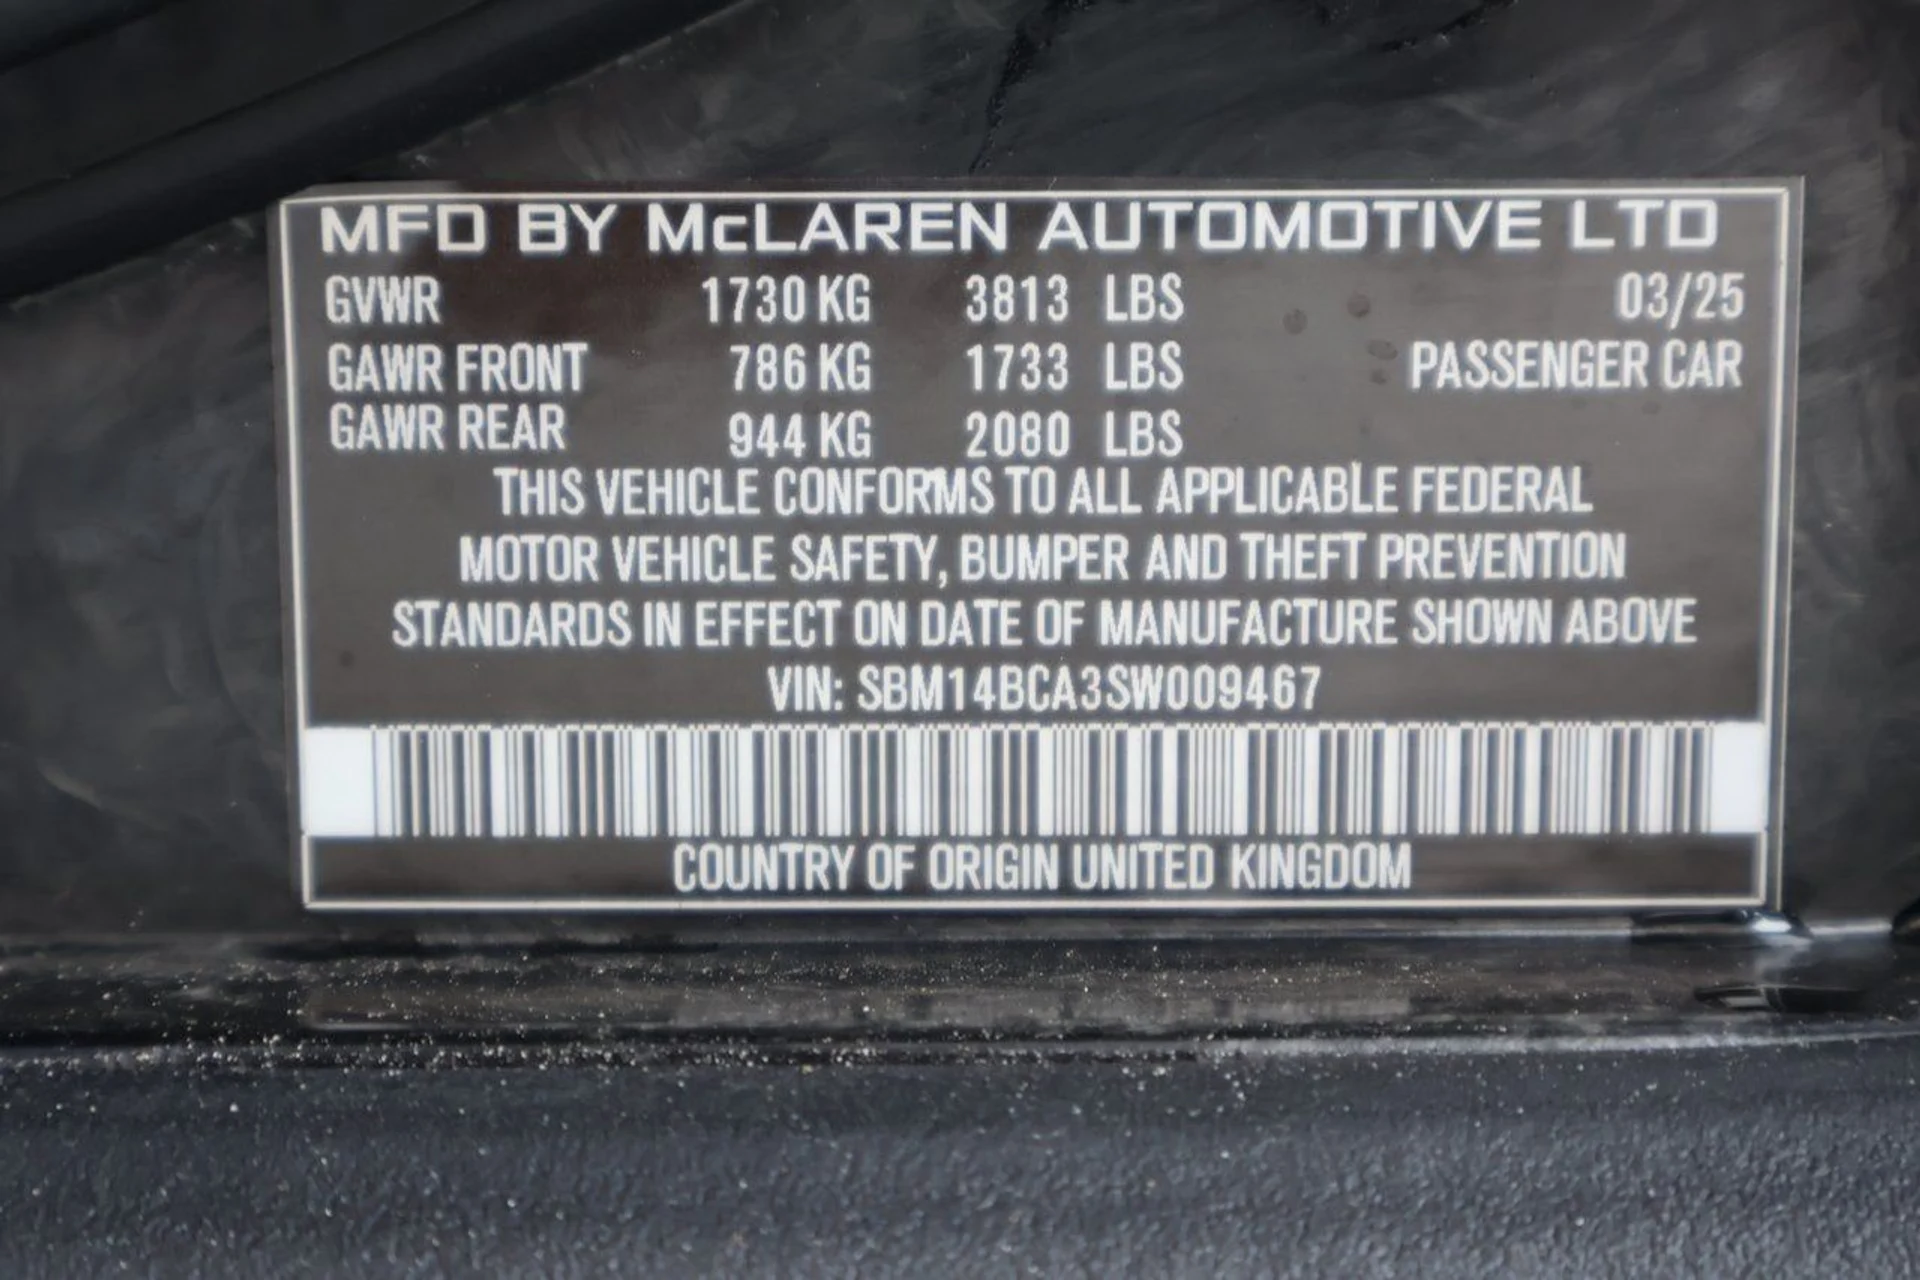 MFD BY McLAREN AUTOMOTIVE LTD
GVWR 1730 KG 3813 LBS 03/25
GAWR FRONT 786 KG 1733 LBS PASSENGER CAR
GAWR REAR 944 KG 2080 LBS
THIS VEHICLE CONFORMS TO ALL APPLICABLE FEDERAL
MOTOR VEHICLE SAFETY, BUMPER AND THEFT PREVENTION
STANDARDS IN EFFECT ON DATE OF MANUFACTURE SHOWN ABOVE
VIN: SBM14BCA3SW009467
COUNTRY OF ORIGIN UNITED KINGDOM